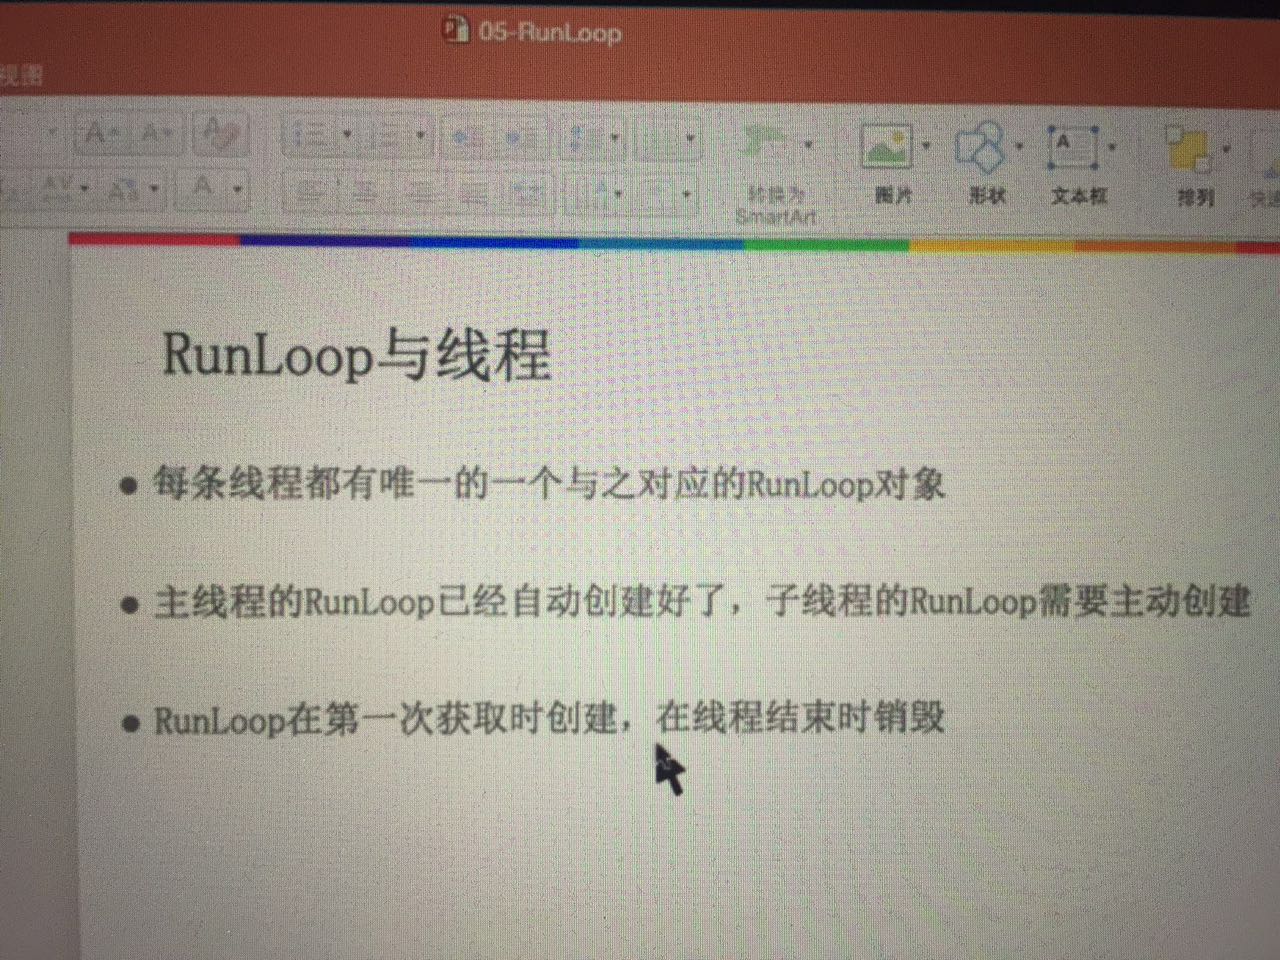 05-RunLoop
视图
转换为
SmartArt
图片
形状
文本框
排列
RunLoop与线程
每条线程都有唯一的一个与之对应的RunLoop对象
主线程的RunLoop已经自动创建好了，子线程的RunLoop需要主动创建
RunLoop在第一次获取时创建，在线程结束时销毁